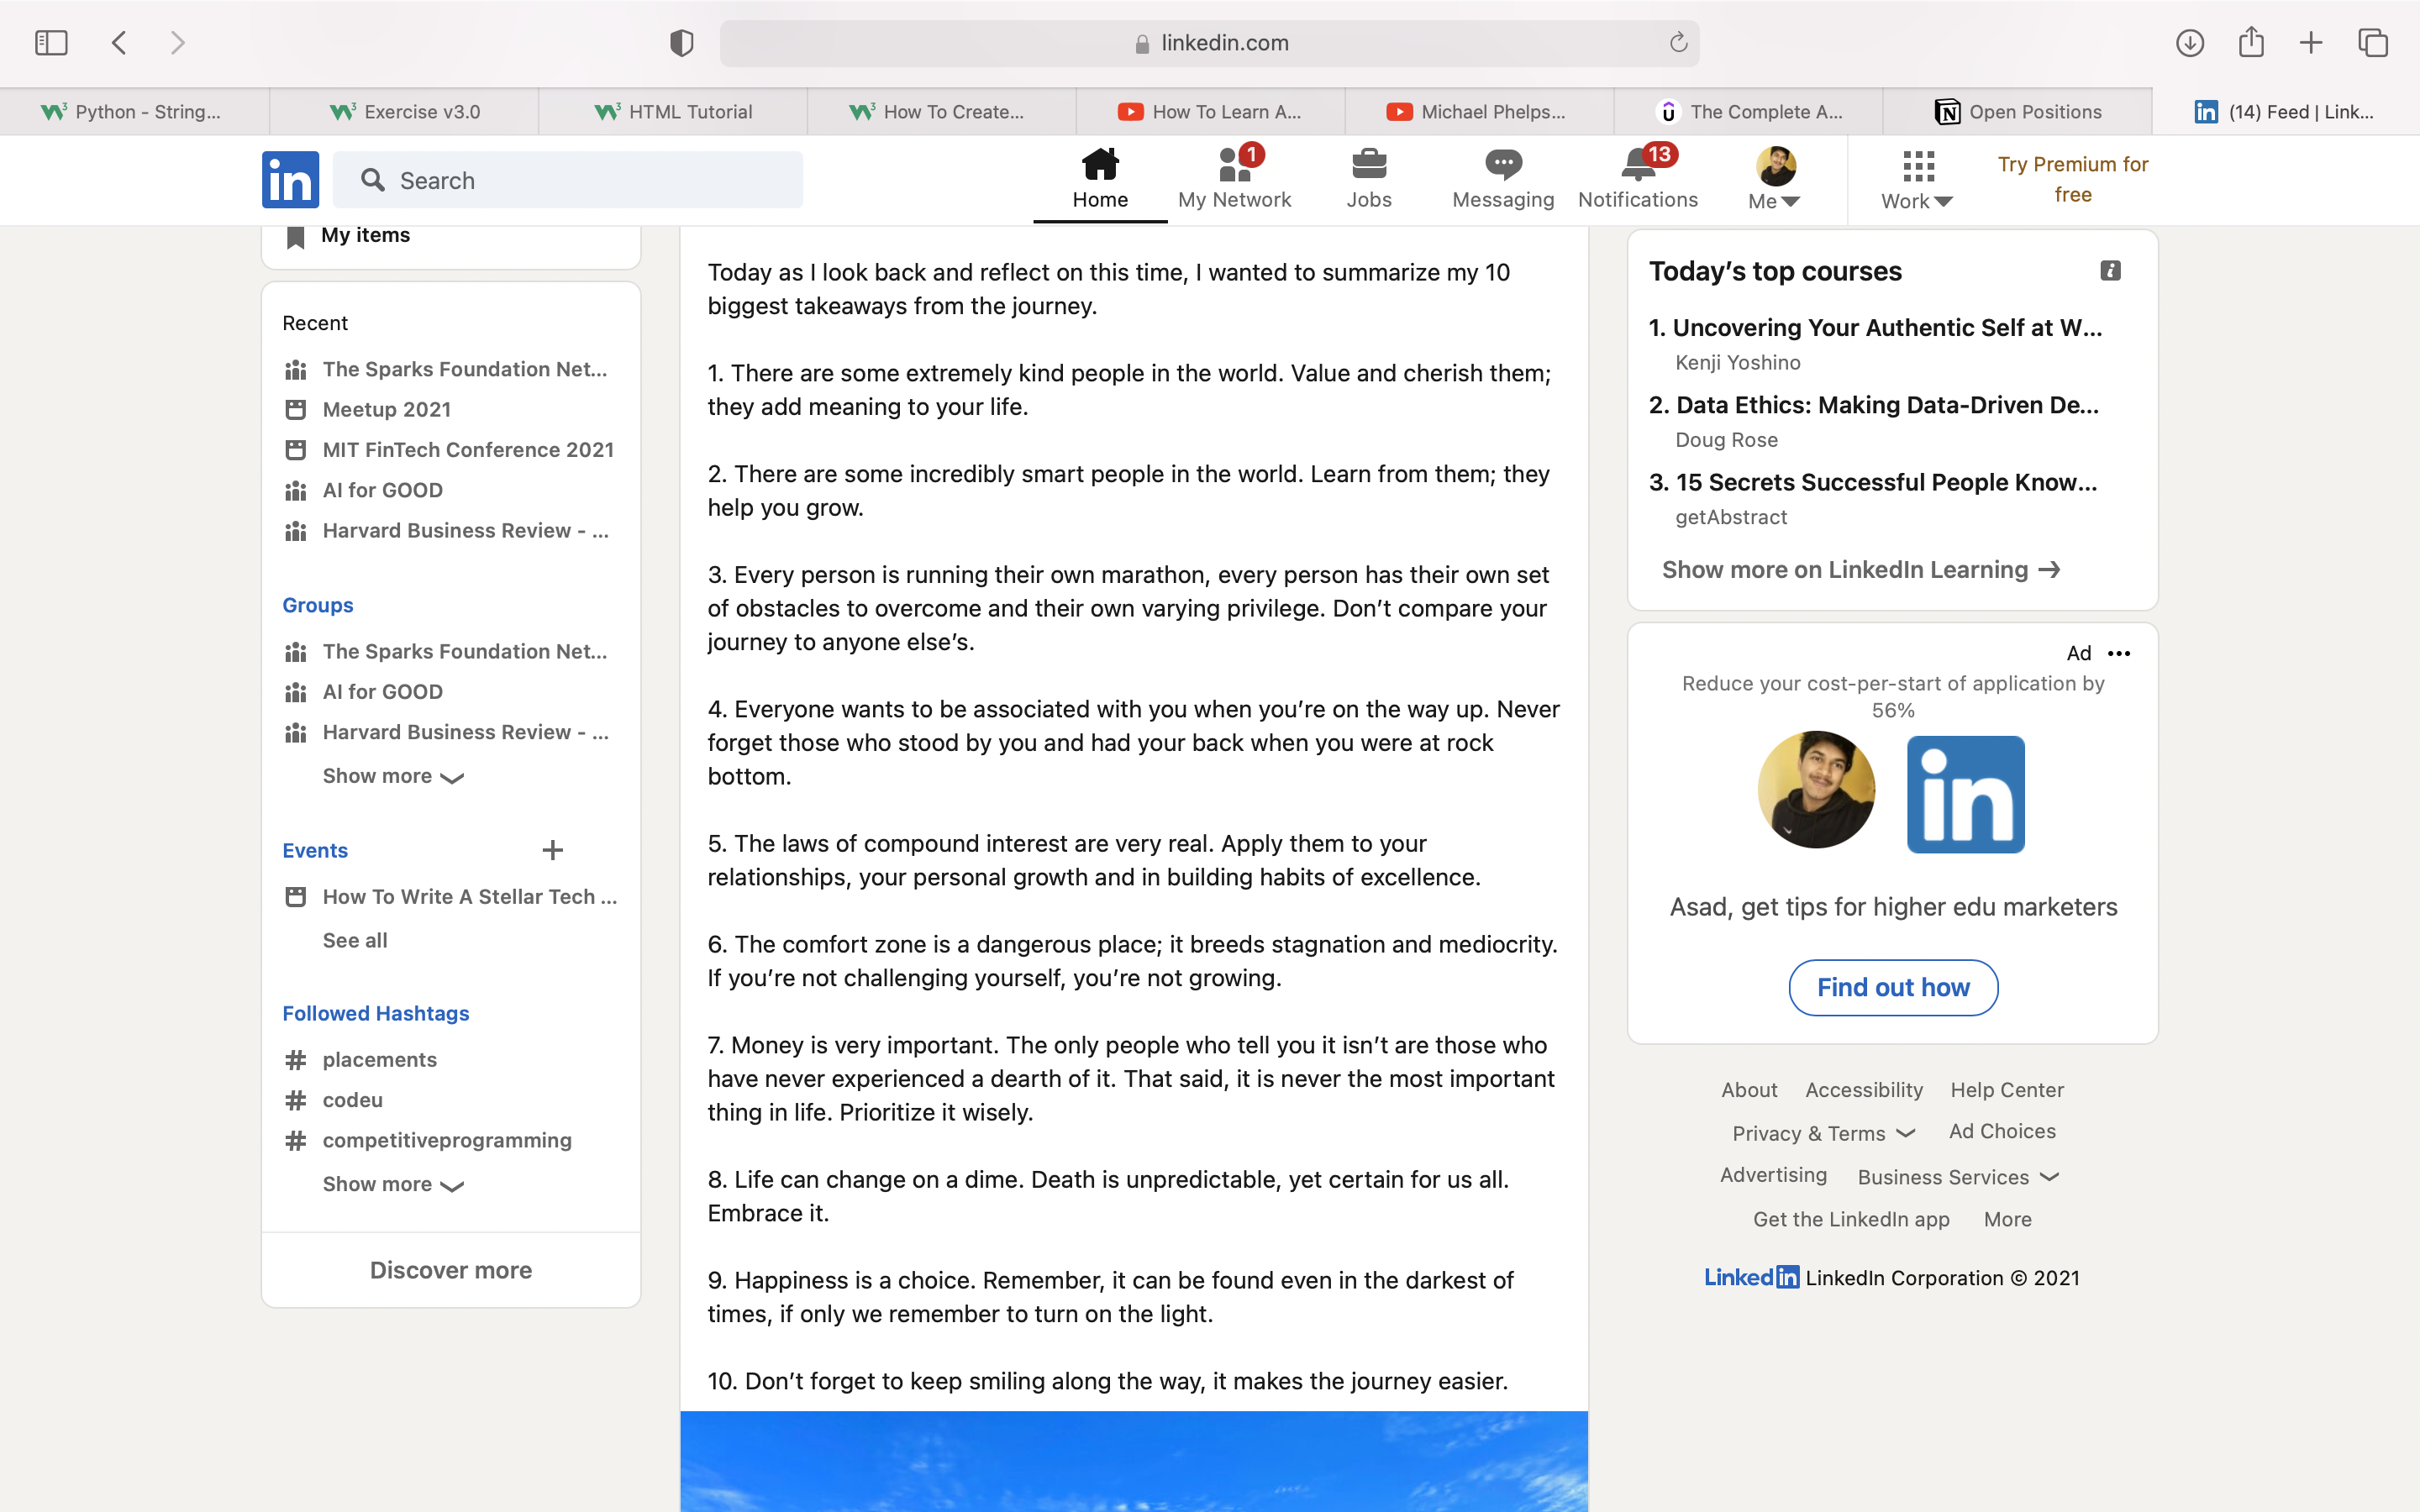 linkedin.com
Python - String...
Exercise v3.0
HTML Tutorial
How To Create...
How To Learn A...
Michael Phelps...
The Complete A...
Open Positions
(14) Feed | Link...
in
Search
Home
1
My Network
Jobs
Messaging
13
Notifications
Me
Work
Try Premium for
free
My items
Recent
The Sparks Foundation Net...
Meetup 2021
MIT FinTech Conference 2021
AI for GOOD
Harvard Business Review - ...
Groups
The Sparks Foundation Net...
AI for GOOD
Harvard Business Review - ...
Show more
Events
How To Write A Stellar Tech ...
See all
Followed Hashtags
# placements
# codeu
# competitiveprogramming
Show more
Discover more
Today as I look back and reflect on this time, I wanted to summarize my 10
biggest takeaways from the journey.
1. There are some extremely kind people in the world. Value and cherish them;
they add meaning to your life.
2. There are some incredibly smart people in the world. Learn from them; they
help you grow.
3. Every person is running their own marathon, every person has their own set
of obstacles to overcome and their own varying privilege. Don’t compare your
journey to anyone else’s.
4. Everyone wants to be associated with you when you’re on the way up. Never
forget those who stood by you and had your back when you were at rock
bottom.
5. The laws of compound interest are very real. Apply them to your
relationships, your personal growth and in building habits of excellence.
6. The comfort zone is a dangerous place; it breeds stagnation and mediocrity.
If you’re not challenging yourself, you’re not growing.
7. Money is very important. The only people who tell you it isn’t are those who
have never experienced a dearth of it. That said, it is never the most important
thing in life. Prioritize it wisely.
8. Life can change on a dime. Death is unpredictable, yet certain for us all.
Embrace it.
9. Happiness is a choice. Remember, it can be found even in the darkest of
times, if only we remember to turn on the light.
10. Don’t forget to keep smiling along the way, it makes the journey easier.
Today’s top courses
1. Uncovering Your Authentic Self at W...
Kenji Yoshino
2. Data Ethics: Making Data-Driven De...
Doug Rose
3. 15 Secrets Successful People Know...
getAbstract
Show more on LinkedIn Learning
Ad
Reduce your cost-per-start of application by
56%
in
Asad, get tips for higher edu marketers
Find out how
About Accessibility Help Center
Privacy & Terms Ad Choices
Advertising Business Services
Get the LinkedIn app More
LinkedIn LinkedIn Corporation © 2021